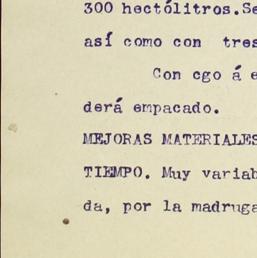 300 hectólitros.Se
así como con tres
Con cgo á e
derá empacado.
MEJORAS MATERIALES
TIEMPO. Muy variab
da, por la madruga